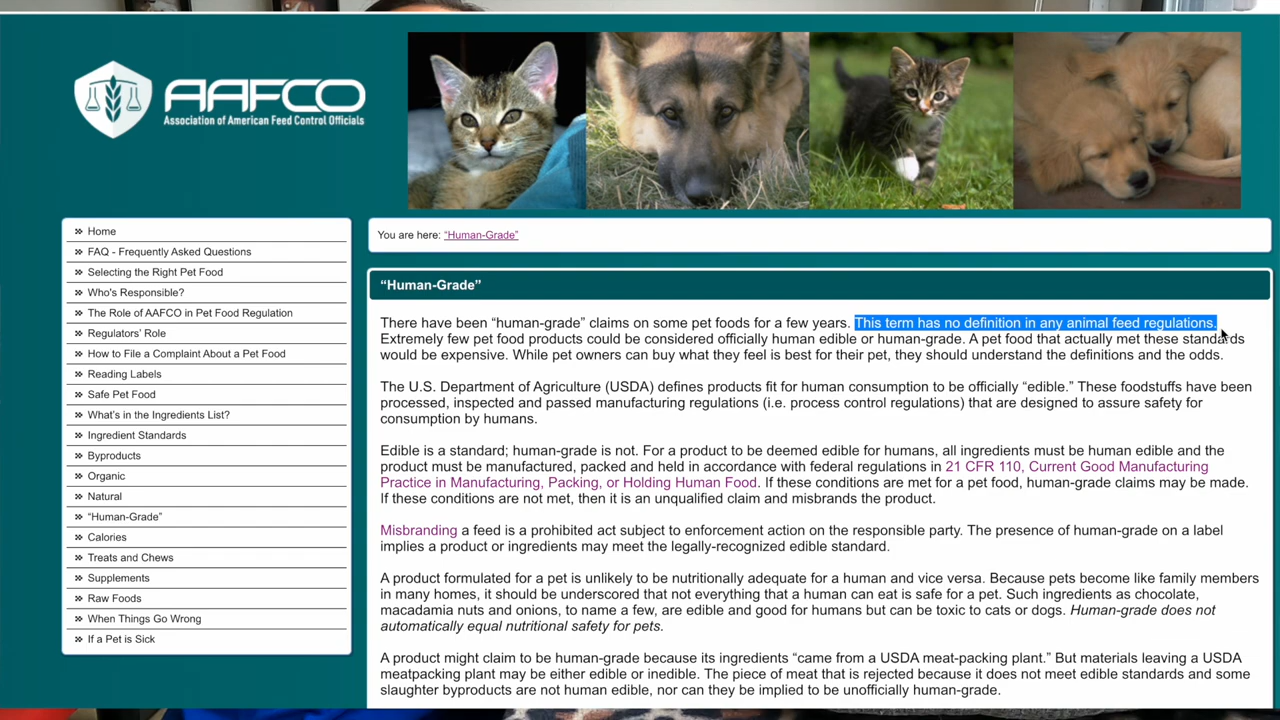 AAFCO
Association of American Feed Control Officials
Home
FAQ - Frequently Asked Questions
Selecting the Right Pet Food
Who's Responsible?
The Role of AAFCO in Pet Food Regulation
Regulators' Role
How to File a Complaint About a Pet Food
Reading Labels
Safe Pet Food
What's in the Ingredients List?
Ingredient Standards
Byproducts
Organic
Natural
“Human-Grade”
Calories
Treats and Chews
Supplements
Raw Foods
When Things Go Wrong
If a Pet is Sick
You are here: “Human-Grade”
“Human-Grade”
There have been “human-grade” claims on some pet foods for a few years. This term has no definition in any animal feed regulations.
Extremely few pet food products could be considered officially human edible or human-grade. A pet food that actually met these standards
would be expensive. While pet owners can buy what they feel is best for their pet, they should understand the definitions and the odds.
The U.S. Department of Agriculture (USDA) defines products fit for human consumption to be officially “edible.” These foodstuffs have been
processed, inspected and passed manufacturing regulations (i.e. process control regulations) that are designed to assure safety for
consumption by humans.
Edible is a standard; human-grade is not. For a product to be deemed edible for humans, all ingredients must be human edible and the
product must be manufactured, packed and held in accordance with federal regulations in 21 CFR 110, Current Good Manufacturing
Practice in Manufacturing, Packing, or Holding Human Food. If these conditions are met for a pet food, human-grade claims may be made.
If these conditions are not met, then it is an unqualified claim and misbrands the product.
Misbranding a feed is a prohibited act subject to enforcement action on the responsible party. The presence of human-grade on a label
implies a product or ingredients may meet the legally-recognized edible standard.
A product formulated for a pet is unlikely to be nutritionally adequate for a human and vice versa. Because pets become like family members
in many homes, it should be underscored that not everything that a human can eat is safe for a pet. Such ingredients as chocolate,
macadamia nuts and onions, to name a few, are edible and good for humans but can be toxic to cats or dogs. Human-grade does not
automatically equal nutritional safety for pets.
A product might claim to be human-grade because its ingredients “came from a USDA meat-packing plant.” But materials leaving a USDA
meatpacking plant may be either edible or inedible. The piece of meat that is rejected because it does not meet edible standards and some
slaughter byproducts are not human edible, nor can they be implied to be unofficially human-grade.